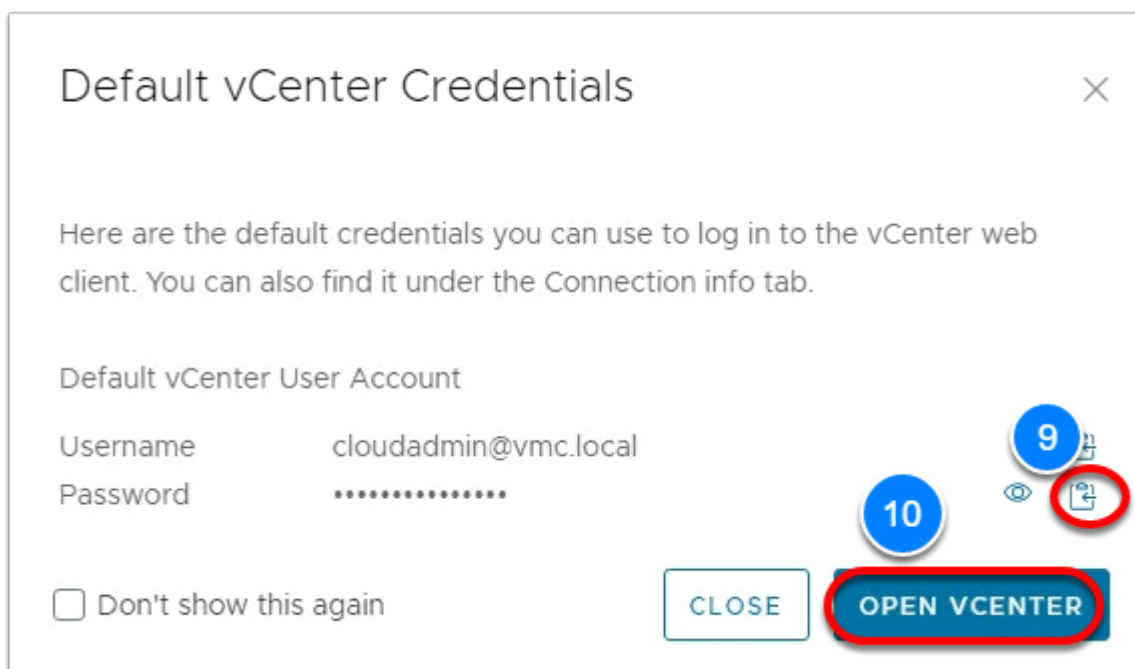 Default vCenter Credentials
Here are the default credentials you can use to log in to the vCenter web
client. You can also find it under the Connection info tab.
Default vCenter User Account
Username cloudadmin@vmc.local 9
Password •••••••••••••••
10
Don't show this again CLOSE OPEN VCENTER